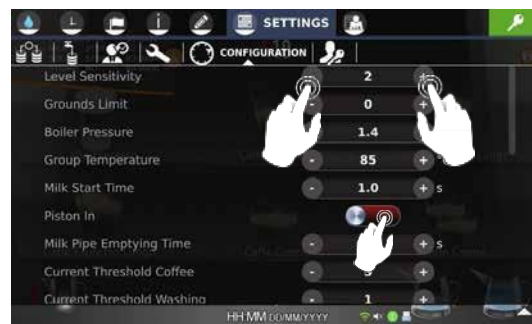 SETTINGS
CONFIGURATION
Level Sensitivity - 2 +
Grounds Limit - 0 +
Boiler Pressure - 1.4 +
Group Temperature - 85 +
Milk Start Time - 1.0 + s
Piston In
Milk Pipe Emptying Time - + s
Current Threshold Coffee - 5 +
Current Threshold Washing - 1 +
HH:MM DD/MM/YYYY